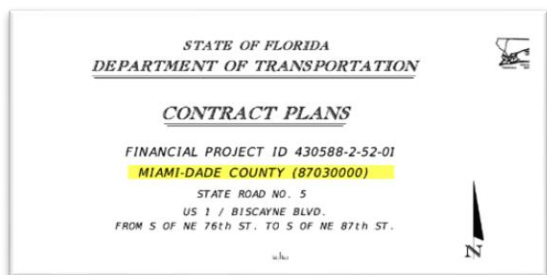 STATE OF FLORIDA
DEPARTMENT OF TRANSPORTATION
CONTRACT PLANS
FINANCIAL PROJECT ID 430588-2-52-01
MIAMI-DADE COUNTY (87030000)
STATE ROAD NO. 5
US 1 / BISCAYNE BLVD.
FROM S OF NE 76th ST. TO S OF NE 87th ST.
N